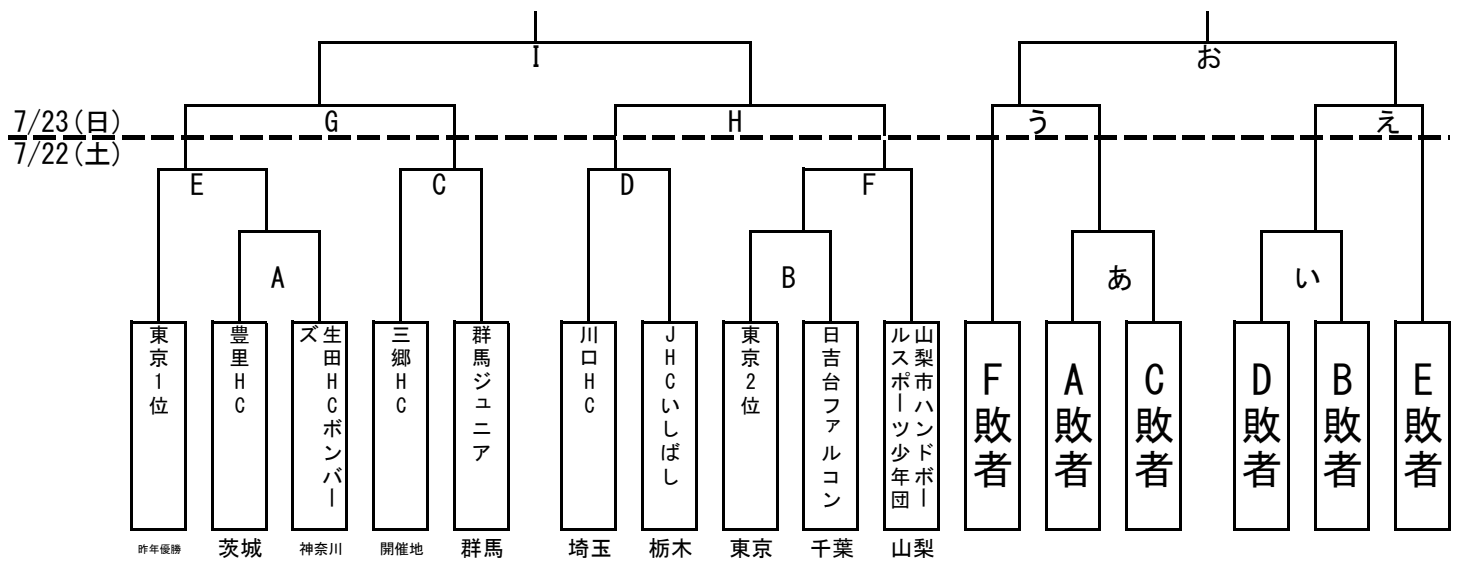 I
お
7/23(日)
G
H
う
え
7/22(土)
E
C
D
F
A
B
あ
い
東京1位
豊里HC
生田HCボンバーズ
三郷HC
群馬ジュニア
川口HC
JHCいしばし
東京2位
日吉台ファルコン
山梨市ハンドボー
ルスポーツ少年団
F敗者
A敗者
C敗者
D敗者
B敗者
E敗者
昨年優勝
茨城
神奈川
開催地
群馬
埼玉
栃木
東京
千葉
山梨